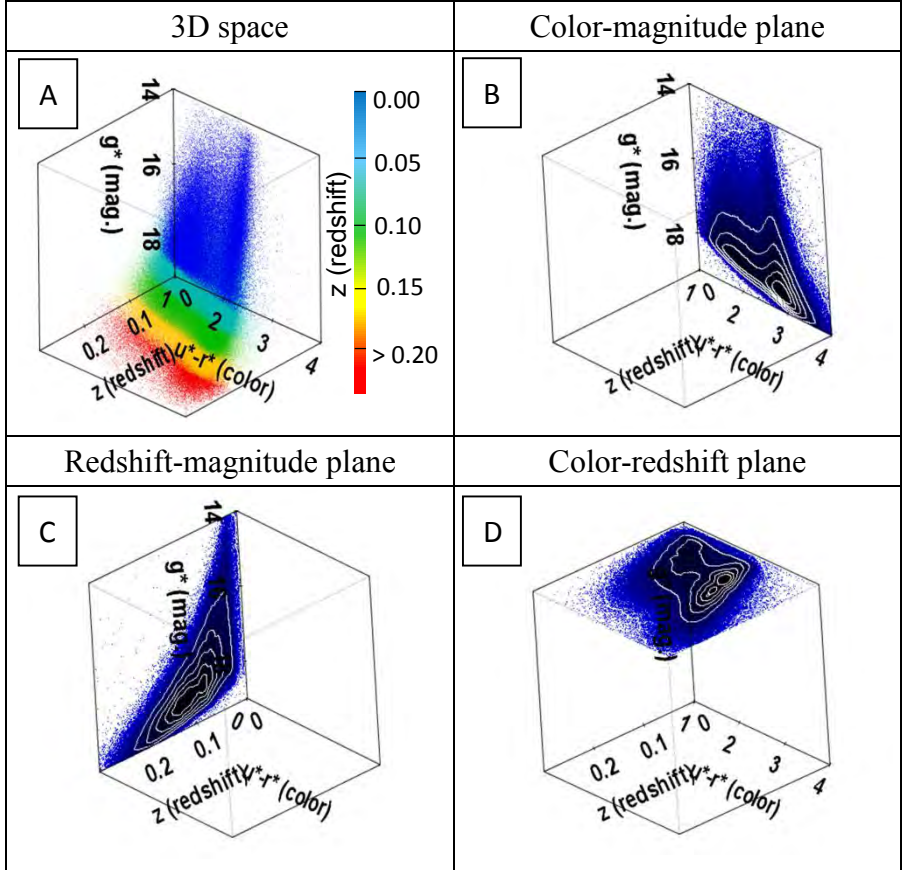 3D space
Color-magnitude plane
A
14
16
18
g* (mag.)
0.2
0.1
1
0
2
3
4
z (redshift)
u*-r* (color)
0.00
0.05
0.10
0.15
> 0.20
z (redshift)
B
14
16
18
g* (mag.)
1
0
2
3
4
z (redshift)
u*-r* (color)
Redshift-magnitude plane
Color-redshift plane
C
14
16
g* (mag.)
0.2
0.1
0
0
z (redshift)
u*-r* (color)
D
g* (mag.)
0.2
0.1
1
0
2
3
4
z (redshift)
u*-r* (color)